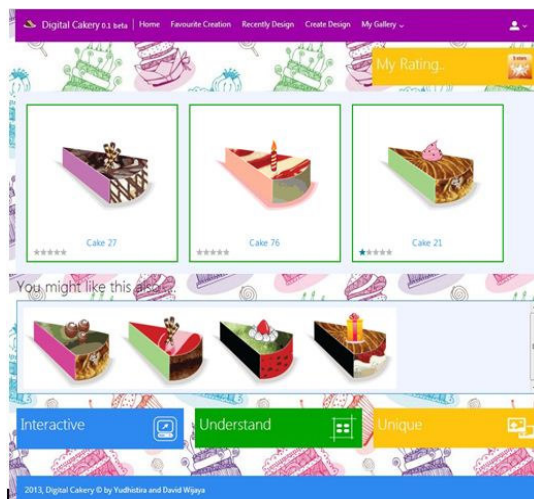 Digital Cakery 0.1 beta Home Favourite Creation Recently Design Create Design My Gallery
My Rating..
5 stars
Cake 27
Cake 76
Cake 21
You might like this also....
Interactive
Understand
Unique
2013, Digital Cakery © by Yudhistira and David Wijaya